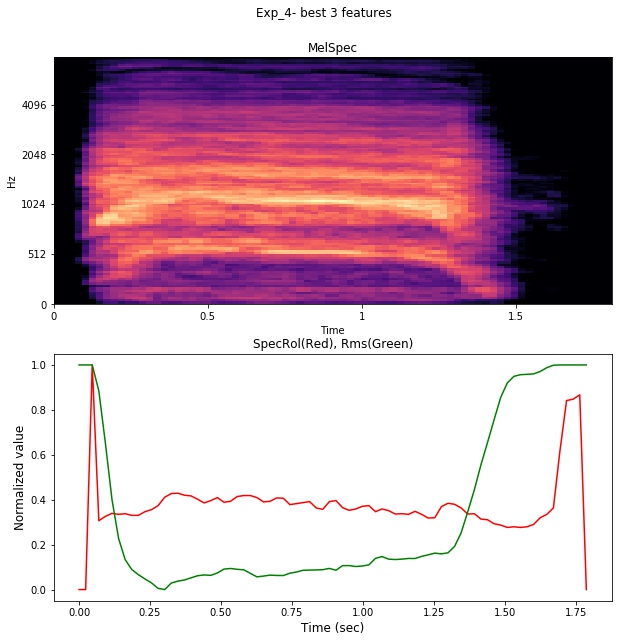 Exp_4- best 3 features
MelSpec
Hz
4096
2048
1024
512
0
0 0.5 1 1.5
Time
SpecRol(Red), Rms(Green)
Normalized value
1.0
0.8
0.6
0.4
0.2
0.0
0.00 0.25 0.50 0.75 1.00 1.25 1.50 1.75
Time (sec)